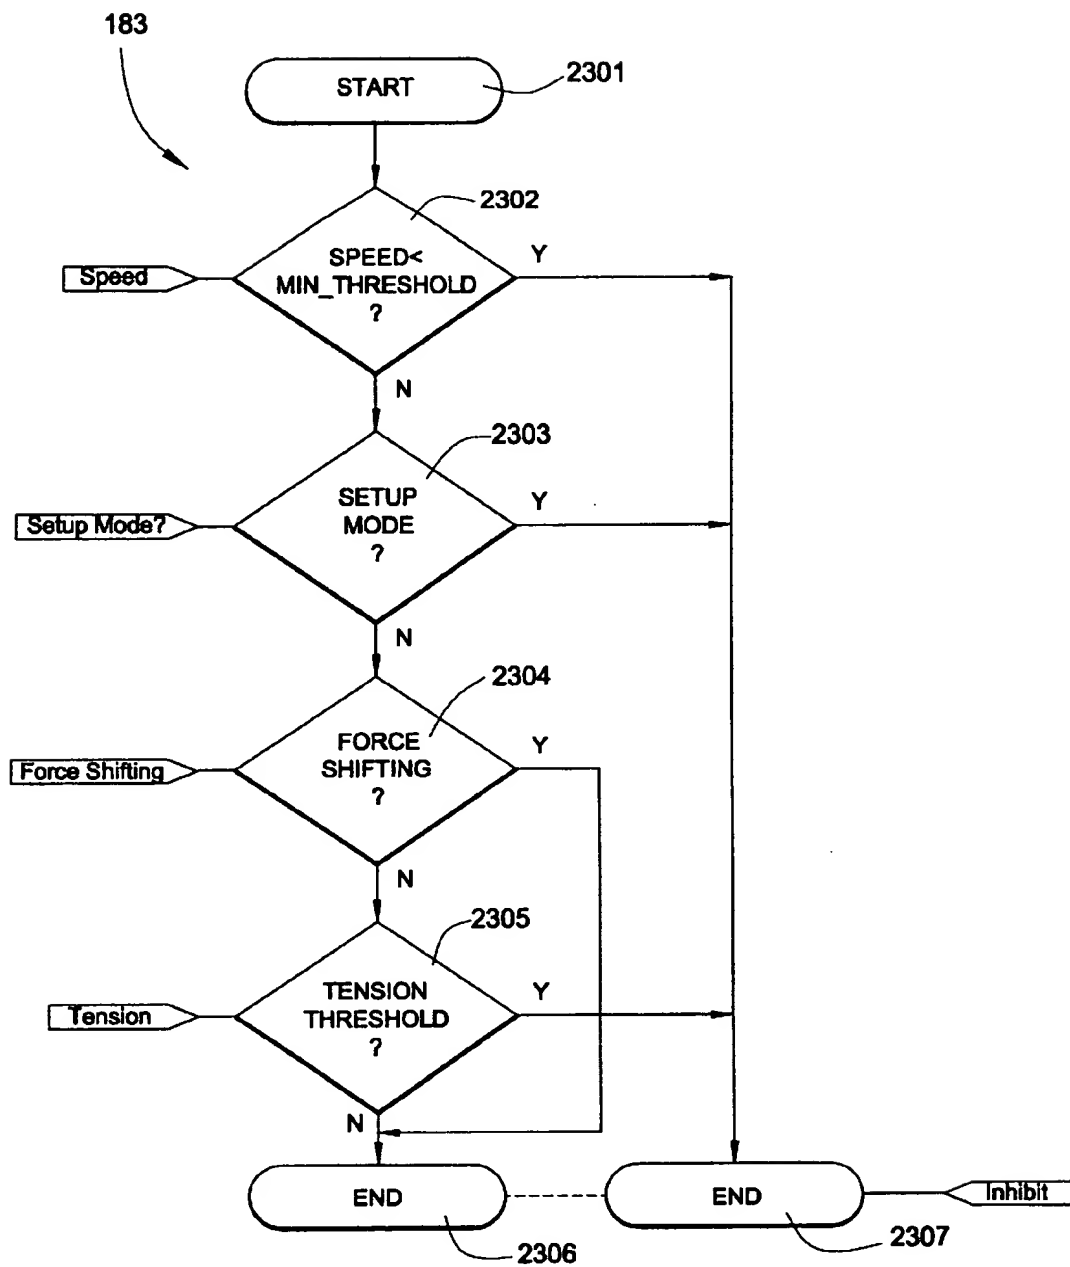 183
START
2301
2302
SPEED<
MIN_THRESHOLD
?
Y
Speed
N
2303
SETUP
MODE
?
Y
Setup Mode?
N
2304
FORCE
SHIFTING
?
Y
Force Shifting
N
2305
TENSION
THRESHOLD
?
Y
Tension
N
END
END
Inhibit
2306
2307